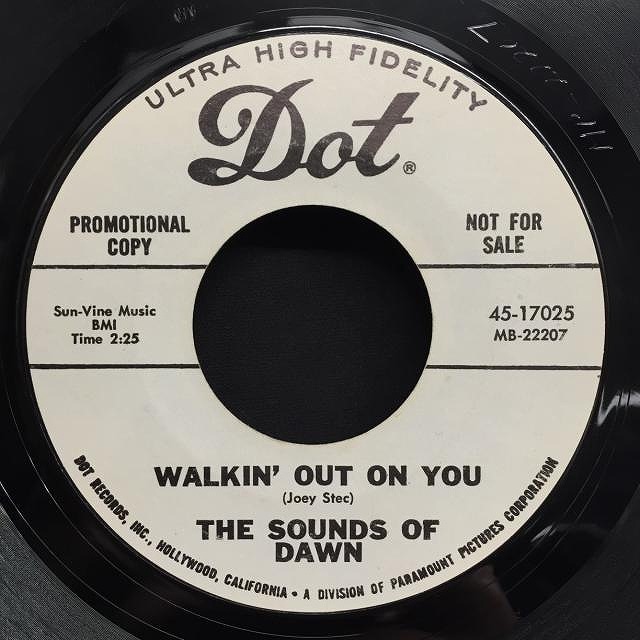 ULTRA HIGH FIDELITY
Dot®
PROMOTIONAL
COPY
NOT FOR
SALE
Sun-Vine Music
BMI
Time 2:25
45-17025
MB-22207
WALKIN' OUT ON YOU
(Joey Stec)
THE SOUNDS OF
DAWN
DOT RECORDS, INC., HOLLYWOOD, CALIFORNIA • A DIVISION OF PARAMOUNT PICTURES CORPORATION